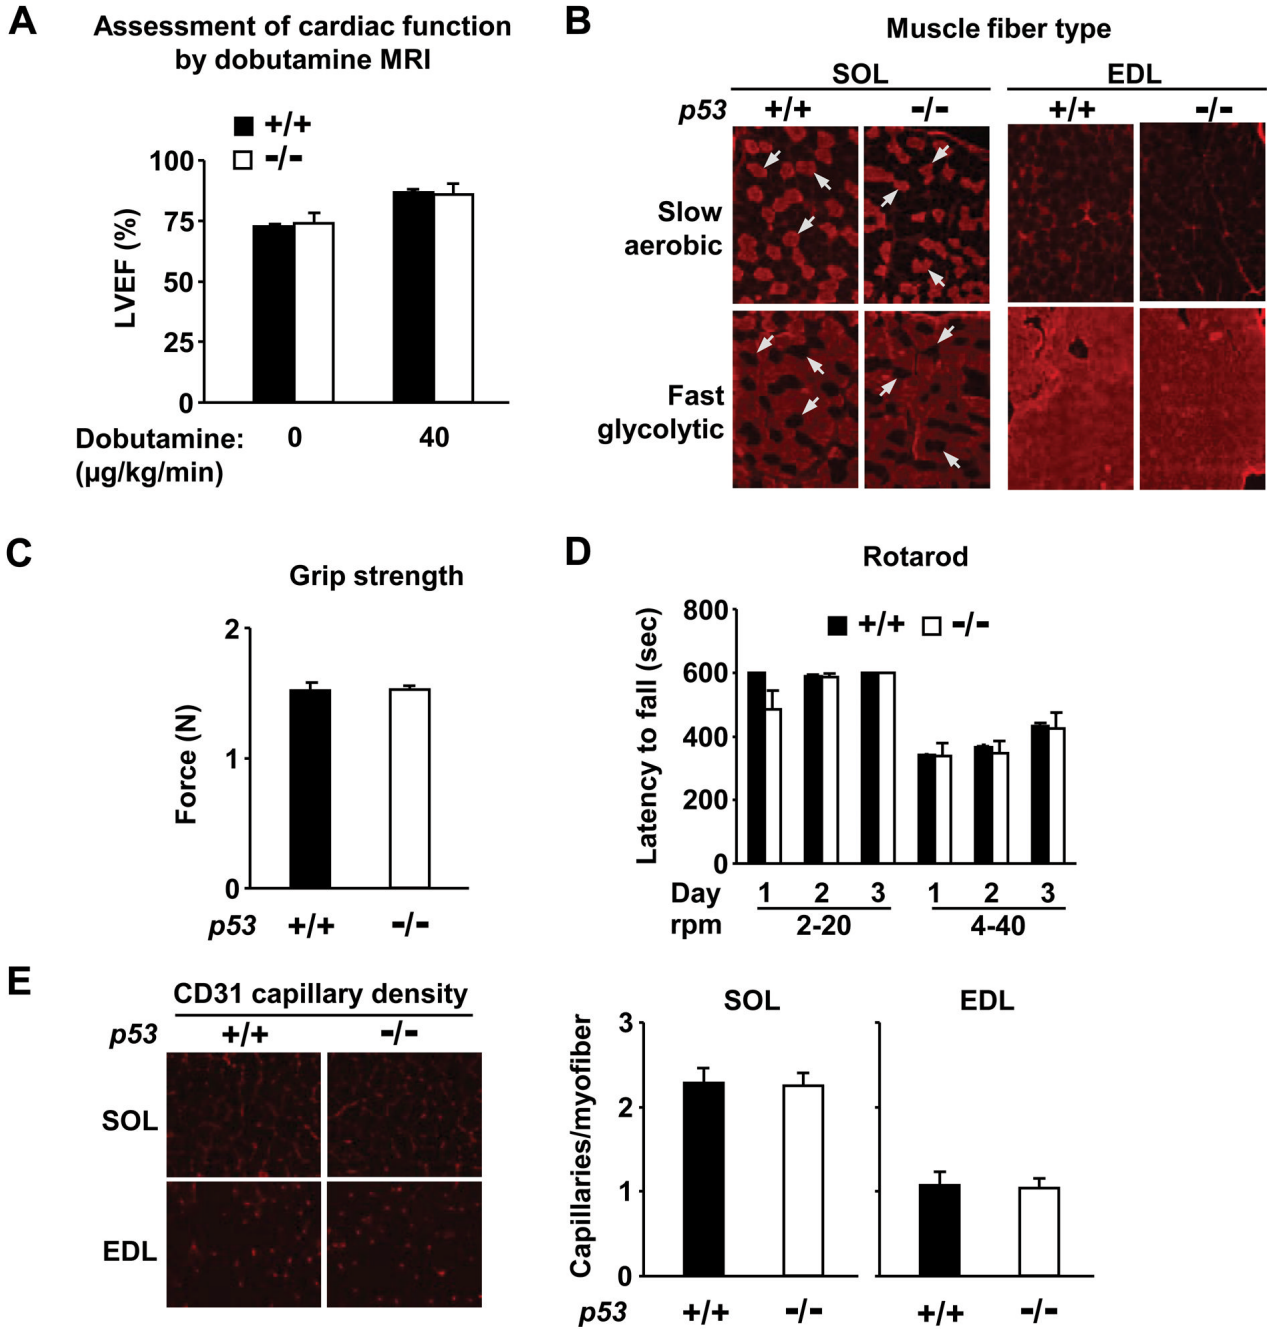 A
Assessment of cardiac function
by dobutamine MRI
+/+
-/-
100
75
50
25
0
LVEF (%)
Dobutamine: 0 40
(µg/kg/min)
B
Muscle fiber type
SOL EDL
p53 +/+ -/- +/+ -/-
Slow
aerobic
Fast
glycolytic
C
Grip strength
2
1
0
Force (N)
p53 +/+ -/-
D
Rotarod
+/+ -/-
800
600
400
200
0
Latency to fall (sec)
Day 1 2 3 1 2 3
rpm 2-20 4-40
E
CD31 capillary density
p53 +/+ -/-
SOL
EDL
SOL EDL
3
2
1
0
Capillaries/myofiber
p53 +/+ -/- +/+ -/-